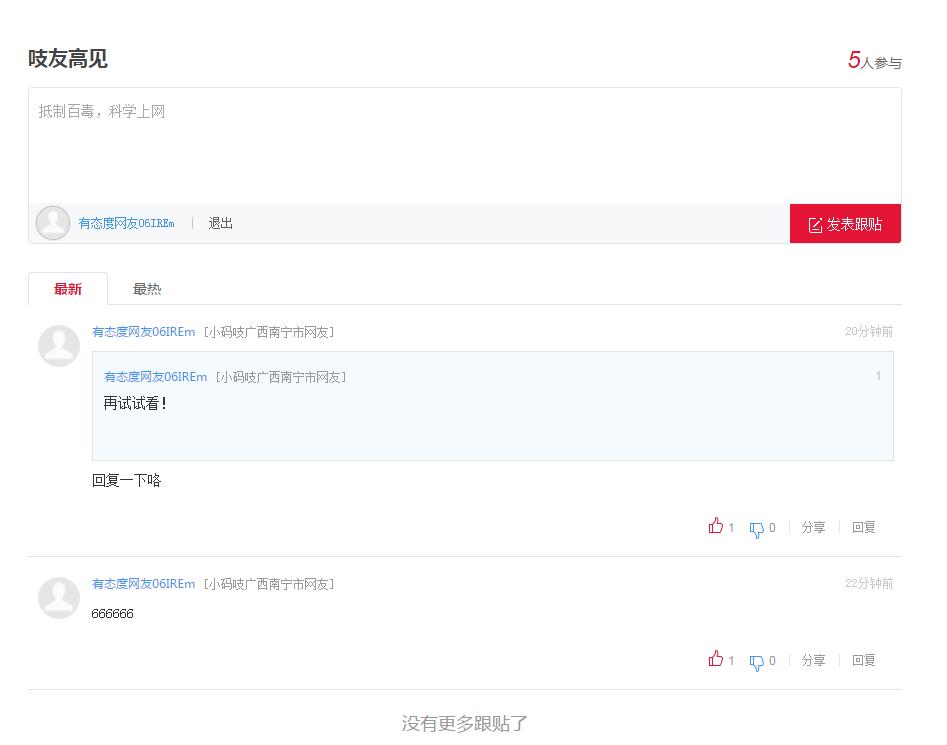 吱友高见
5人参与
抵制百毒，科学上网
有态度网友06IREm 退出 发表跟贴
最新 最热
有态度网友06IREm [小码吱广西南宁市网友] 20分钟前
有态度网友06IREm [小码吱广西南宁市网友] 1
再试试看！
回复一下咯
1 0 分享 回复
有态度网友06IREm [小码吱广西南宁市网友] 22分钟前
666666
1 0 分享 回复
没有更多跟贴了